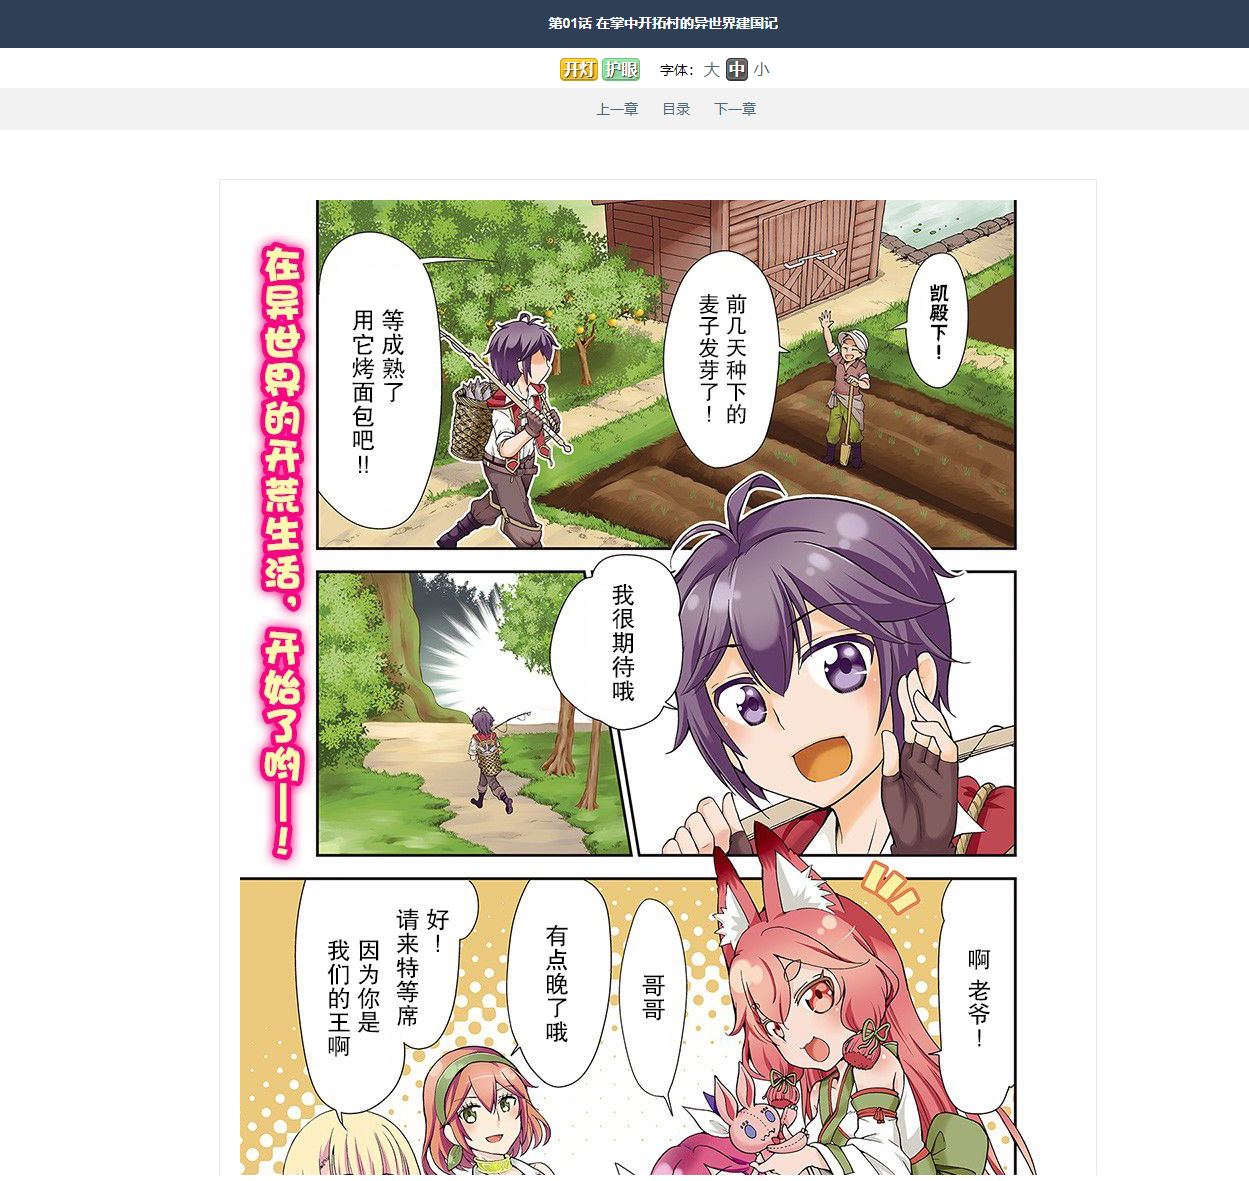 第01话 在掌中开拓村的异世界建国记
开灯 护眼 字体： 大 中 小
上一章 目录 下一章
在异世界的开荒生活，开始了哟——！
凯殿下！
前几天种下的
麦子发芽了！
等成熟了
用它烤面包吧!!
我很期待哦
啊 老爷！
哥哥
有点晚了哦
好！
请来特等席
因为你是
我们的王啊